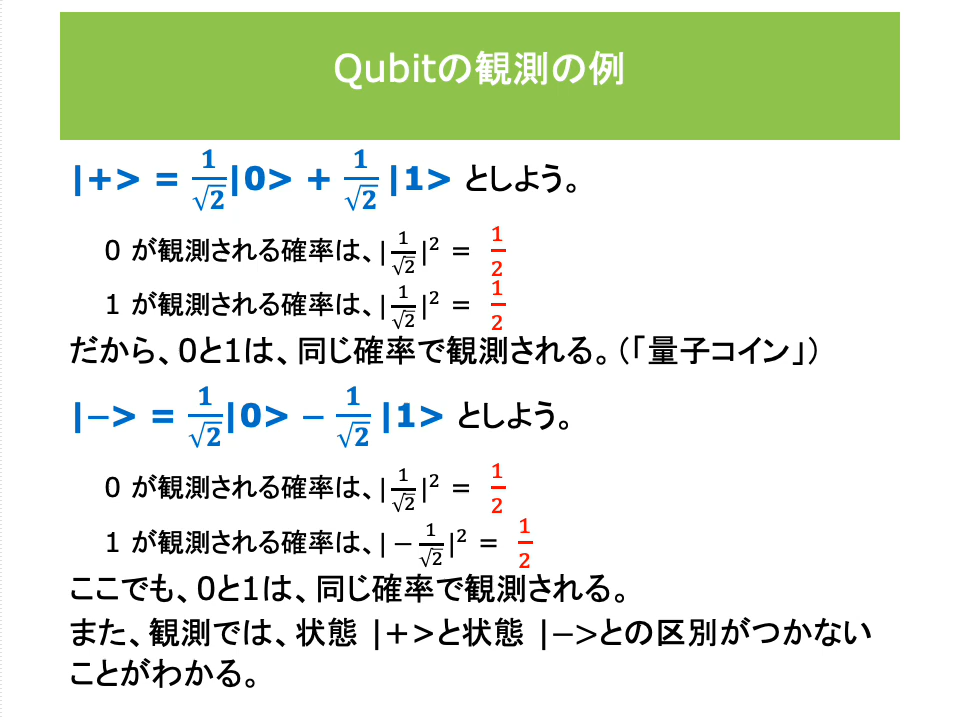 Qubitの観測の例
|+> = 1/√2|0> + 1/√2 |1> としよう。
0 が観測される確率は、|1/√2|² = 1/2
1 が観測される確率は、|1/√2|² = 1/2
だから、0と1は、同じ確率で観測される。（「量子コイン」）
|−> = 1/√2|0> − 1/√2 |1> としよう。
0 が観測される確率は、|1/√2|² = 1/2
1 が観測される確率は、|−1/√2|² = 1/2
ここでも、0と1は、同じ確率で観測される。
また、観測では、状態 |+>と状態 |−>との区別がつかない
ことがわかる。